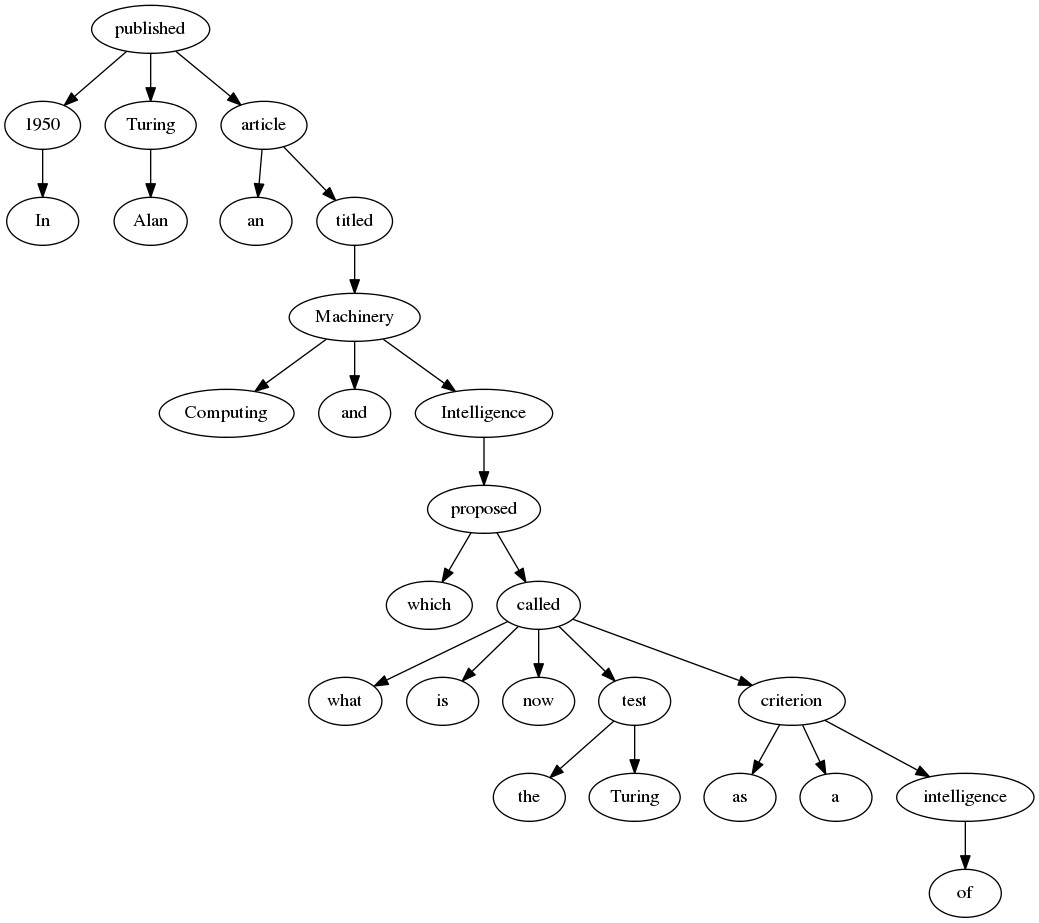 published
1950 Turing article
In Alan an titled
Machinery
Computing and Intelligence
proposed
which called
what is now test criterion
the Turing as a intelligence
of